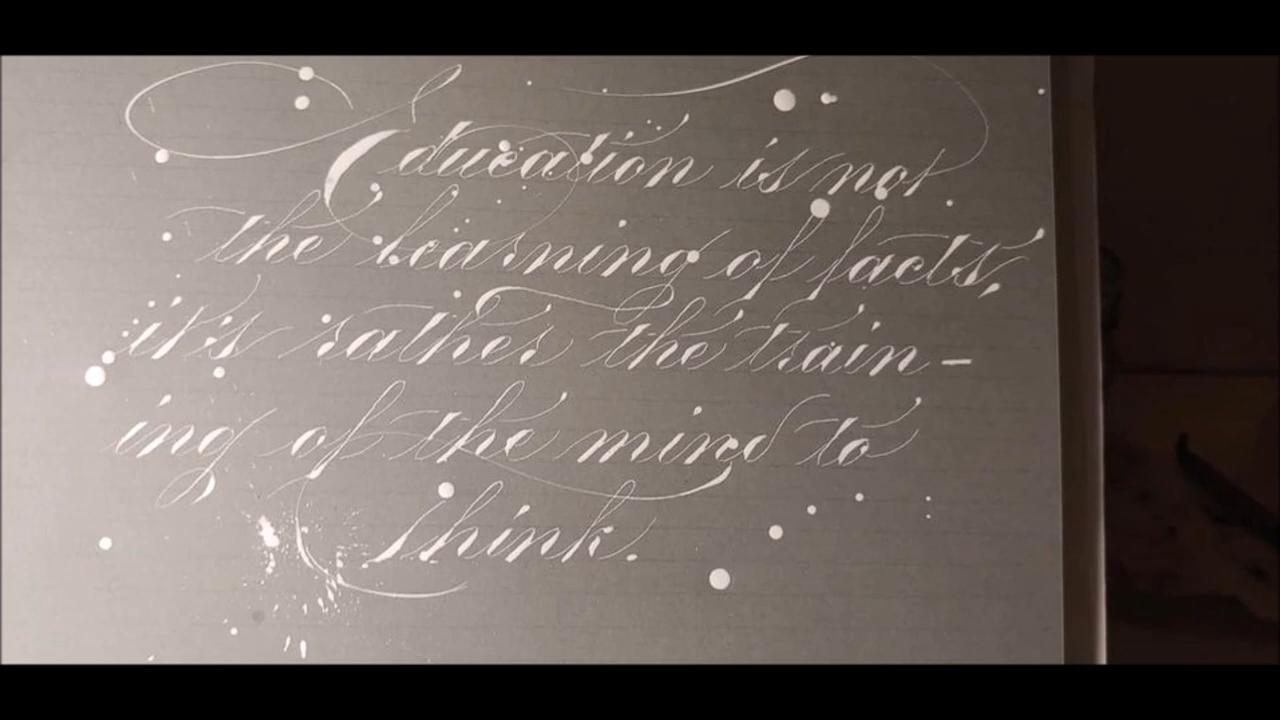 Education is not
the learning of facts,
it's rather the train-
ing of the mind to
think.